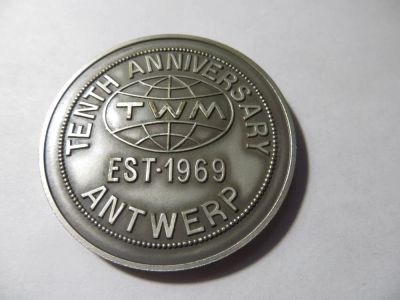 TENTH ANNIVERSARY
TWM
EST·1969
ANTWERP